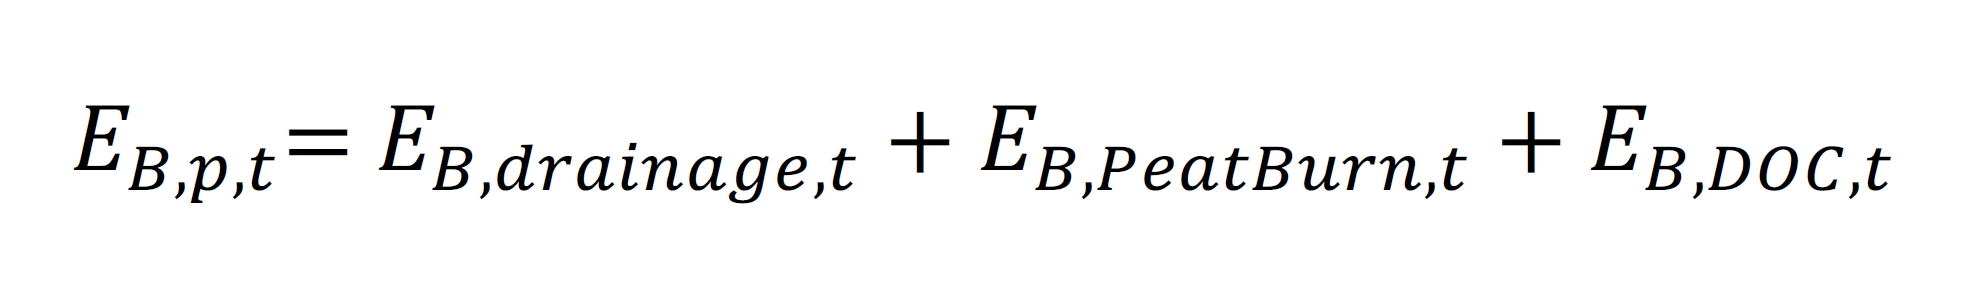 E_{B,p,t} = E_{B,drainage,t} + E_{B,PeatBurn,t} + E_{B,DOC,t}